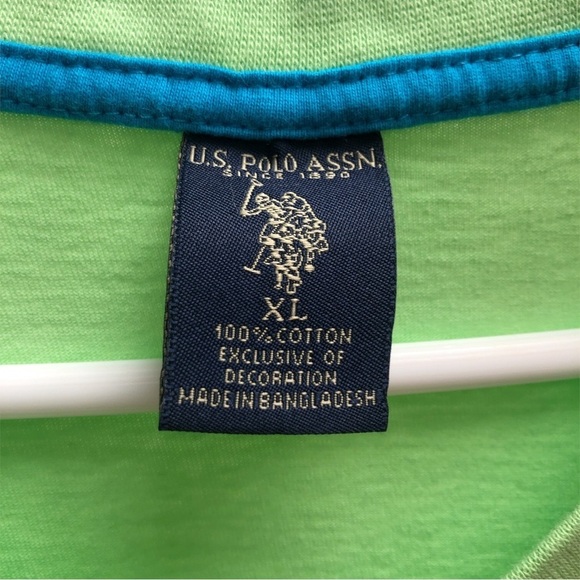 U.S. POLO ASSN.
SINCE 1890
XL
100% COTTON
EXCLUSIVE OF
DECORATION
MADE IN BANGLADESH